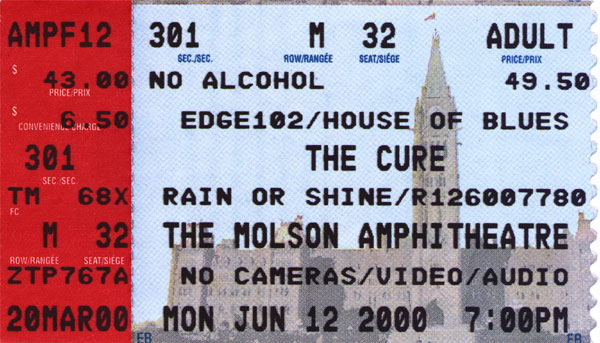 AMPF12 301 M 32 ADULT
SEC./SEC. ROW/RANGÉE SEAT/SIÈGE PRICE/PRIX
$ 43.00 NO ALCOHOL 49.50
PRICE/PRIX
$ 6.50 EDGE102/HOUSE OF BLUES
CONVENIENCE CHARGE
301 THE CURE
SEC./SEC.
TM 68X RAIN OR SHINE/R126007780
FC
M 32 THE MOLSON AMPHITHEATRE
ROW/RANGÉE SEAT/SIÈGE
ZTP767A NO CAMERAS/VIDEO/AUDIO
20MAR00 MON JUN 12 2000 7:00PM
EB EB